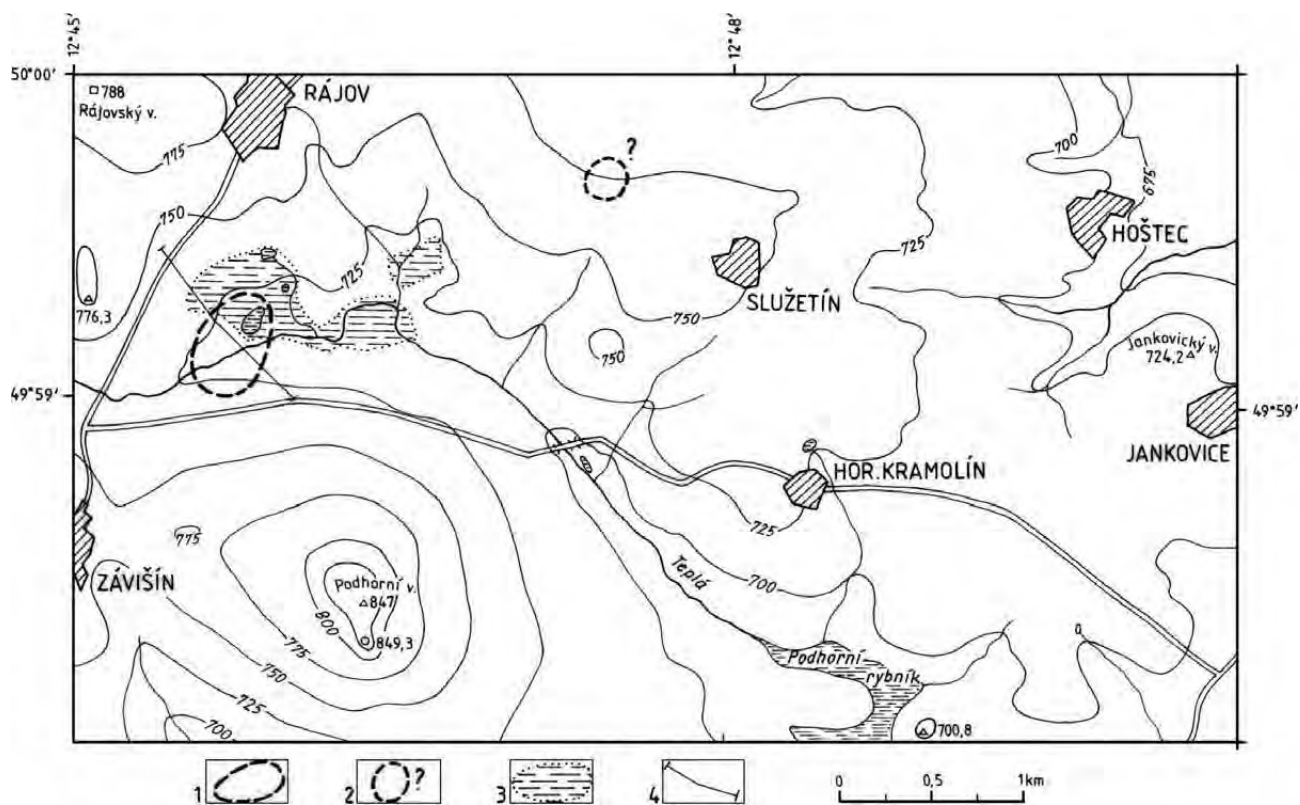 12°45'
12°48'
50°00'
788
Rájovský v.
RÁJOV
775
?
700
675
750
725
HOŠTEC
725
SLUŽETÍN
776,3
750
750
Jankovický v.
724,2
49°59'
49°59'
JANKOVICE
HOR. KRAMOLÍN
725
775
ZÁVIŠÍN
Podhorní v.
847
Teplá
700
800
849,3
775
750
Podhorní
rybník
725
700
700,8
1
2
?
3
4
0
0,5
1km